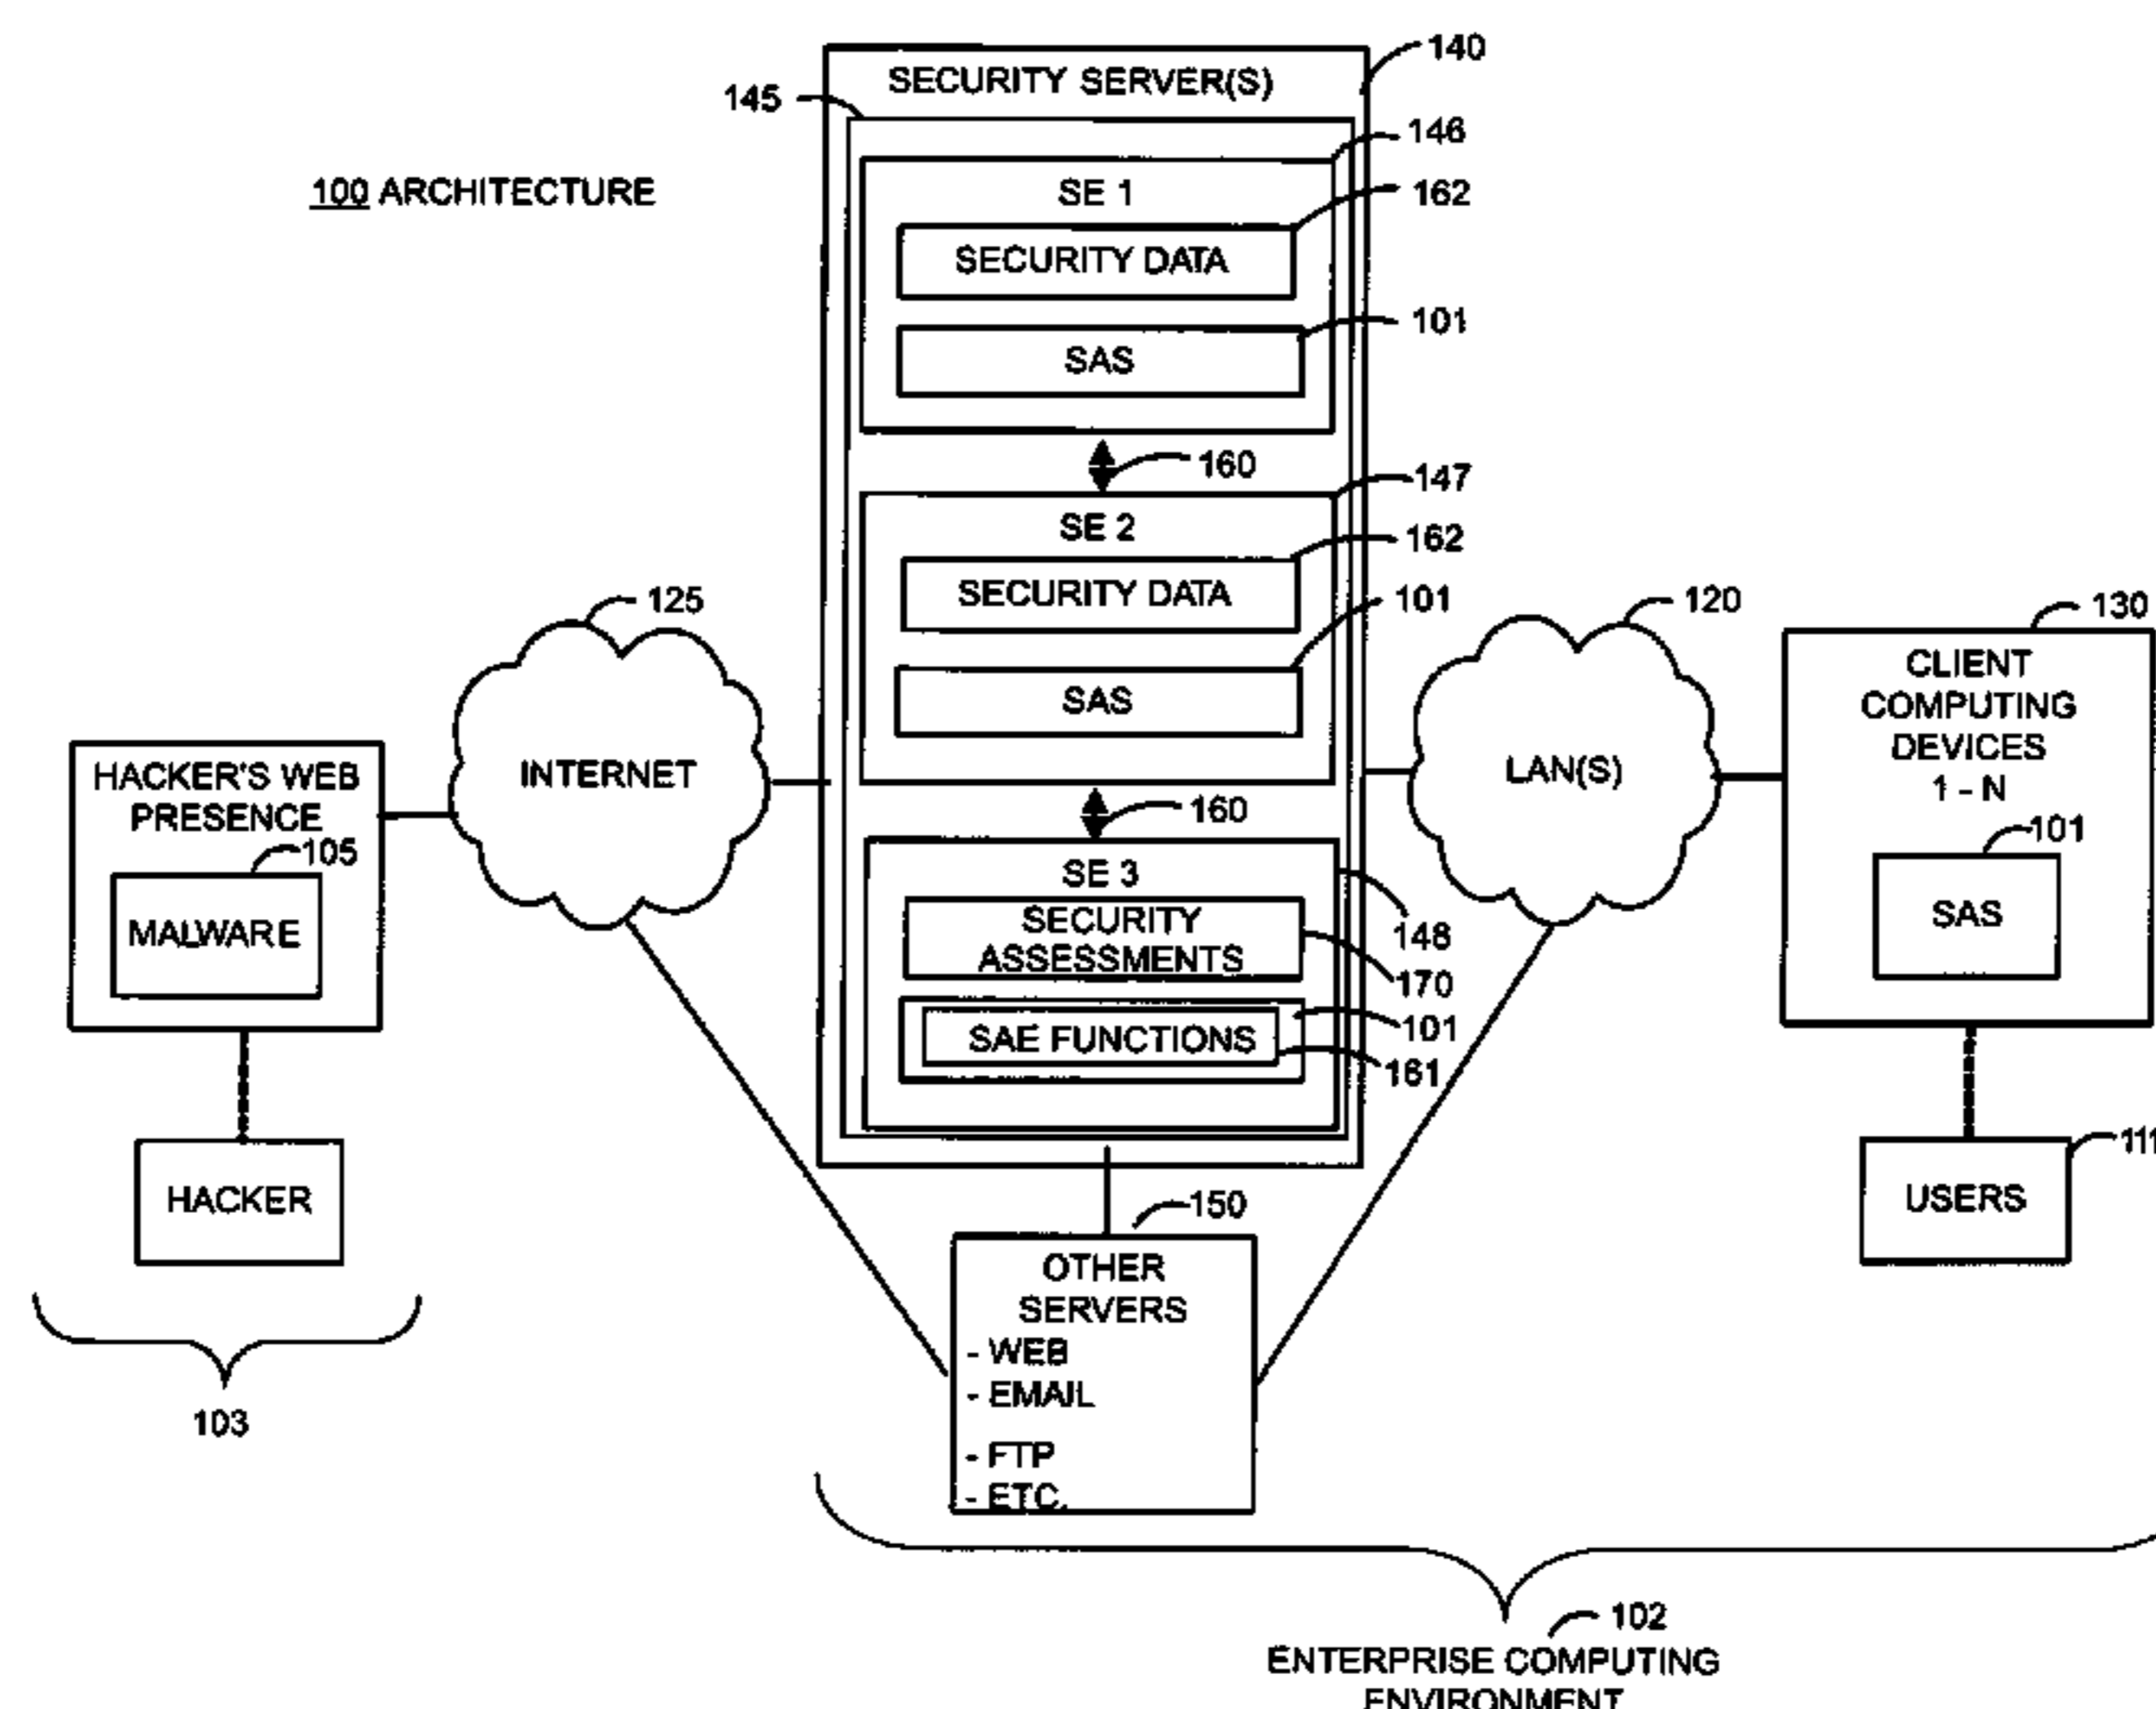 140
SECURITY SERVER(S)
145
146
100 ARCHITECTURE
SE 1
162
SECURITY DATA
101
SAS
160
147
SE 2
162
SECURITY DATA
101
SAS
125
INTERNET
120
LAN(S)
130
CLIENT
COMPUTING
DEVICES
1 - N
101
SAS
HACKER'S WEB
PRESENCE
105
MALWARE
160
SE 3
SECURITY
ASSESSMENTS
148
170
101
SAE FUNCTIONS
161
HACKER
111
USERS
150
OTHER
SERVERS
- WEB
- EMAIL
- FTP
- ETC.
103
102
ENTERPRISE COMPUTING
ENVIRONMENT